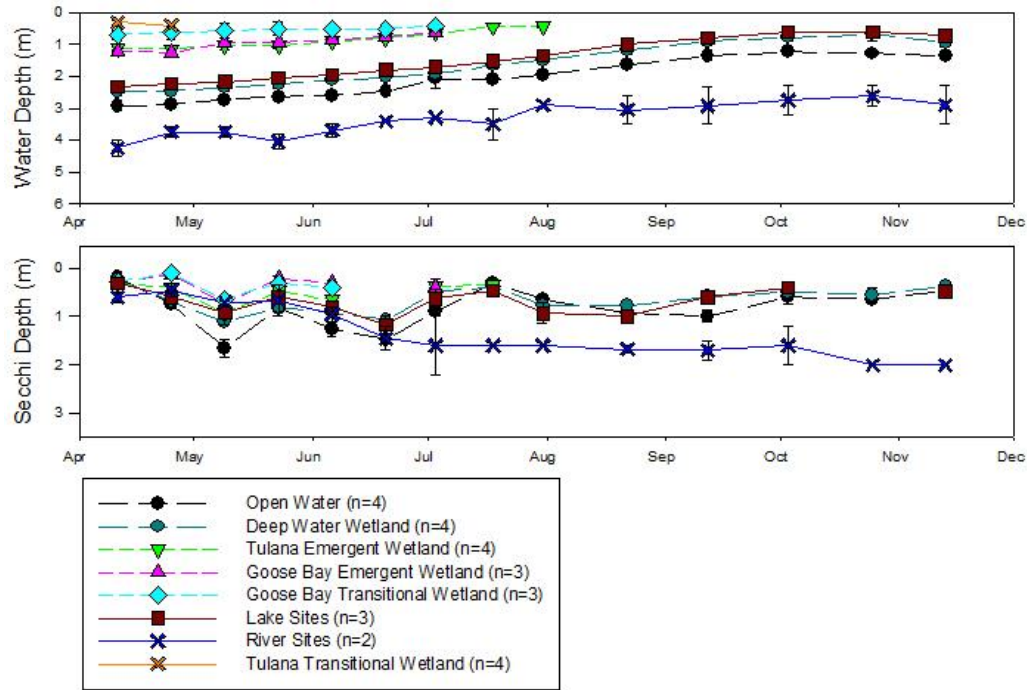 0
1
2
3
4
5
6
Water Depth (m)
Apr May Jun Jul Aug Sep Oct Nov Dec
0
1
2
3
Secchi Depth (m)
Apr May Jun Jul Aug Sep Oct Nov Dec
Open Water (n=4)
Deep Water Wetland (n=4)
Tulana Emergent Wetland (n=4)
Goose Bay Emergent Wetland (n=3)
Goose Bay Transitional Wetland (n=3)
Lake Sites (n=3)
River Sites (n=2)
Tulana Transitional Wetland (n=4)